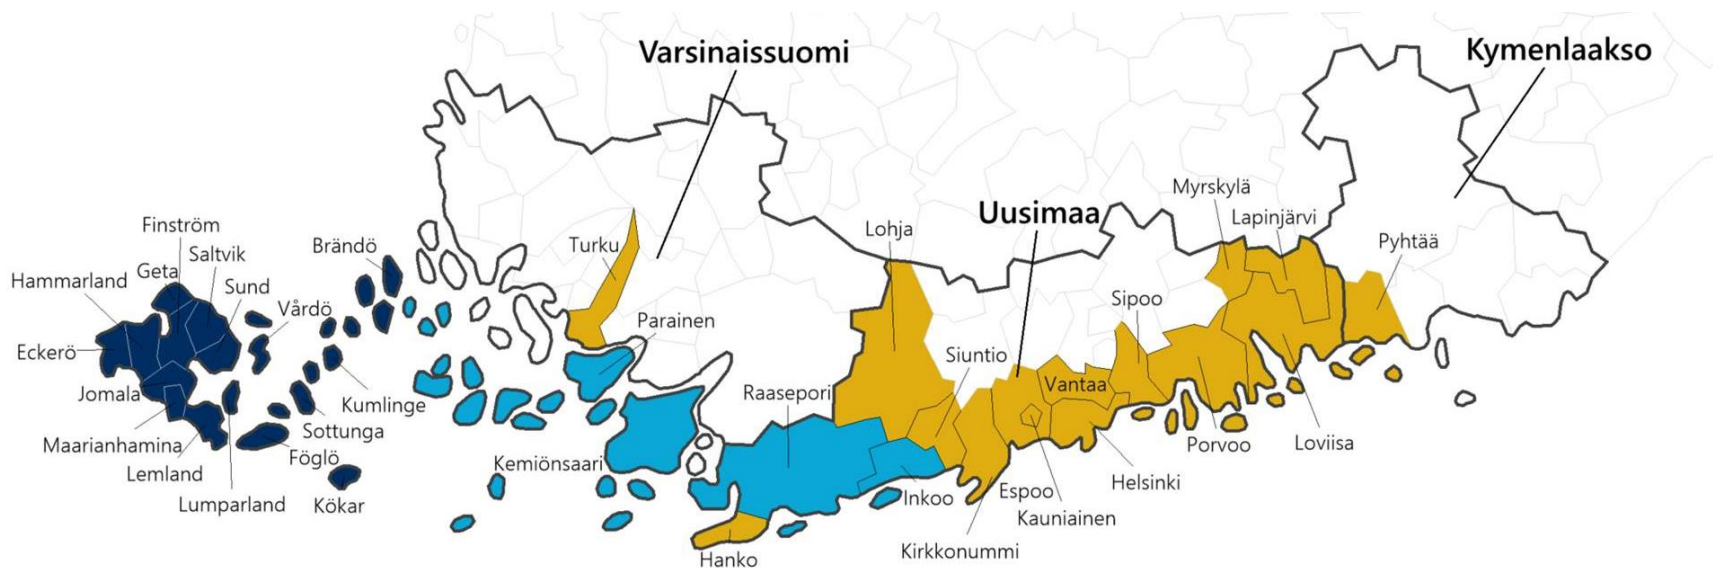 Varsinaissuomi
Kymenlaakso
Uusimaa
Finström
Saltvik
Brändö
Hammarland
Geta
Sund
Vårdö
Eckerö
Jomala
Kumlinge
Maarianhamina
Sottunga
Lemland
Föglö
Lumparland
Kökar
Turku
Parainen
Kemiönsaari
Raasepori
Hanko
Lohja
Siuntio
Inkoo
Kirkkonummi
Espoo
Kauniainen
Vantaa
Helsinki
Sipoo
Porvoo
Myrskylä
Lapinjärvi
Loviisa
Pyhtää